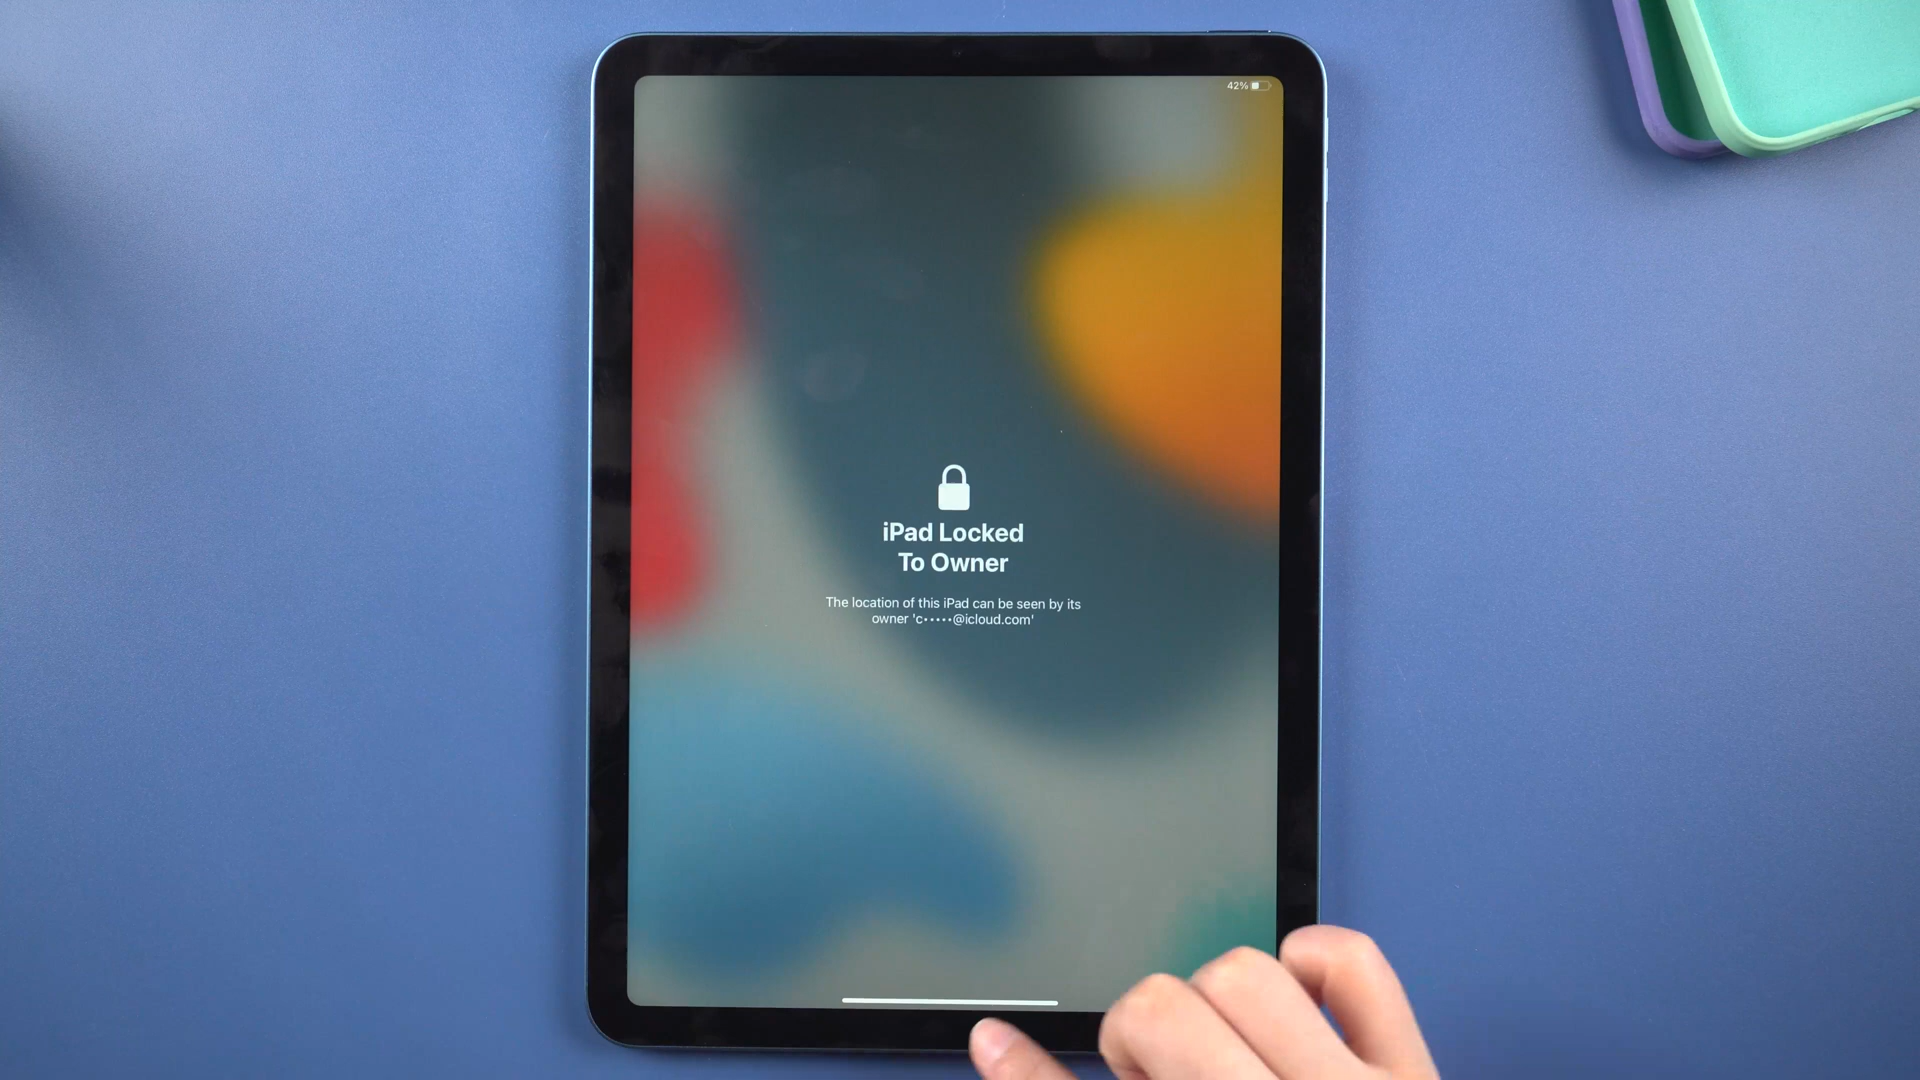 42%
iPad Locked
To Owner
The location of this iPad can be seen by its
owner 'c•••••@icloud.com'